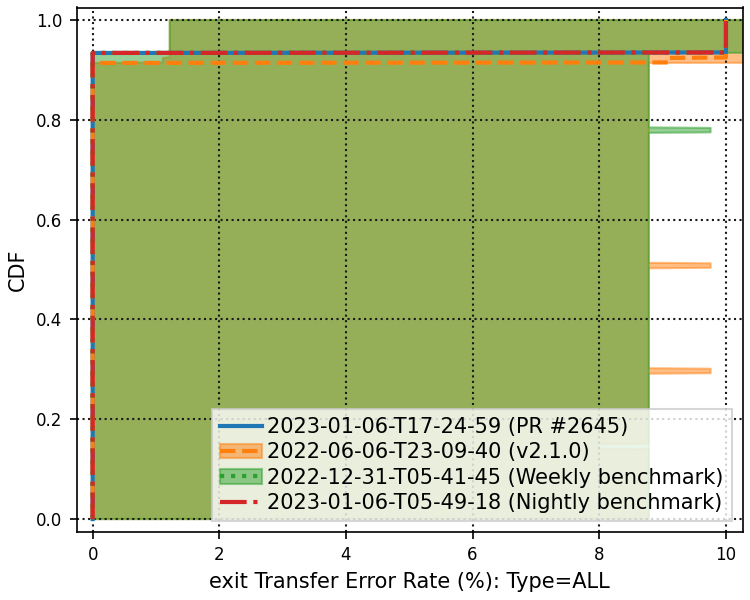 1.0
0.8
0.6
0.4
0.2
0.0
CDF
2023-01-06-T17-24-59 (PR #2645)
2022-06-06-T23-09-40 (v2.1.0)
2022-12-31-T05-41-45 (Weekly benchmark)
2023-01-06-T05-49-18 (Nightly benchmark)
0 2 4 6 8 10
exit Transfer Error Rate (%): Type=ALL